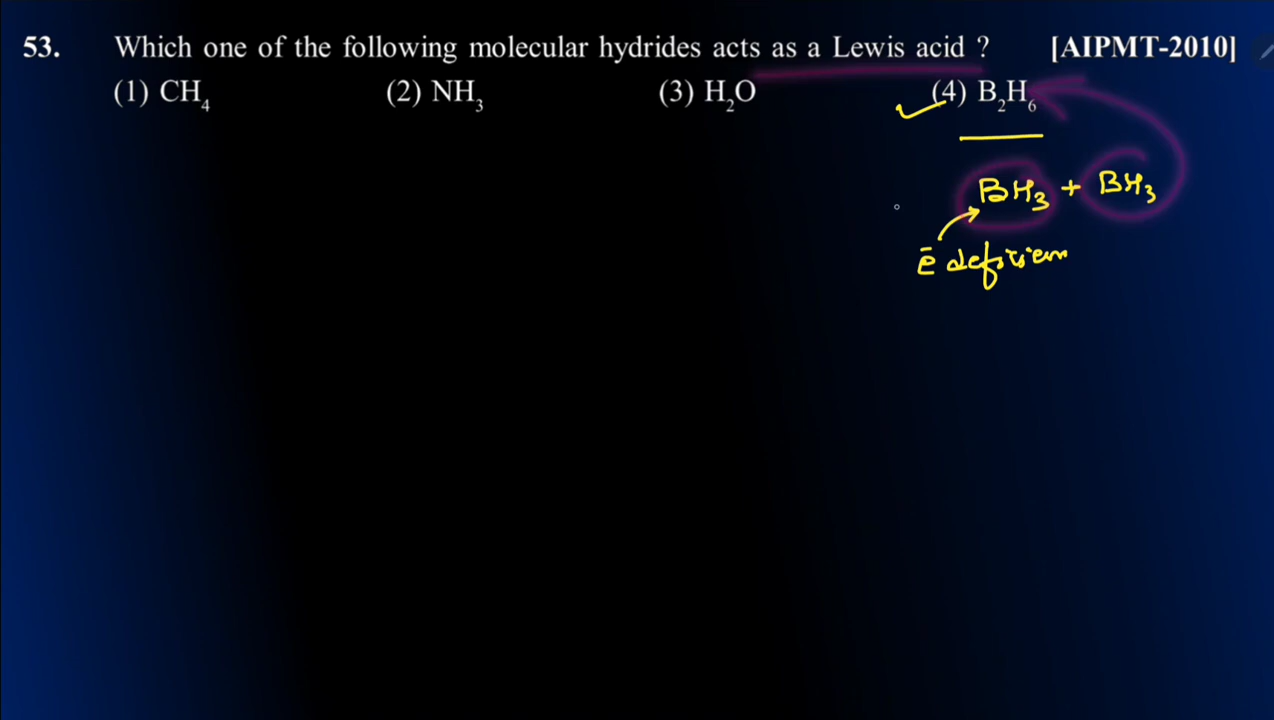 53. Which one of the following molecular hydrides acts as a Lewis acid ? [AIPMT-2010]
(1) CH₄ (2) NH₃ (3) H₂O (4) B₂H₆
BH₃ + BH₃
ē